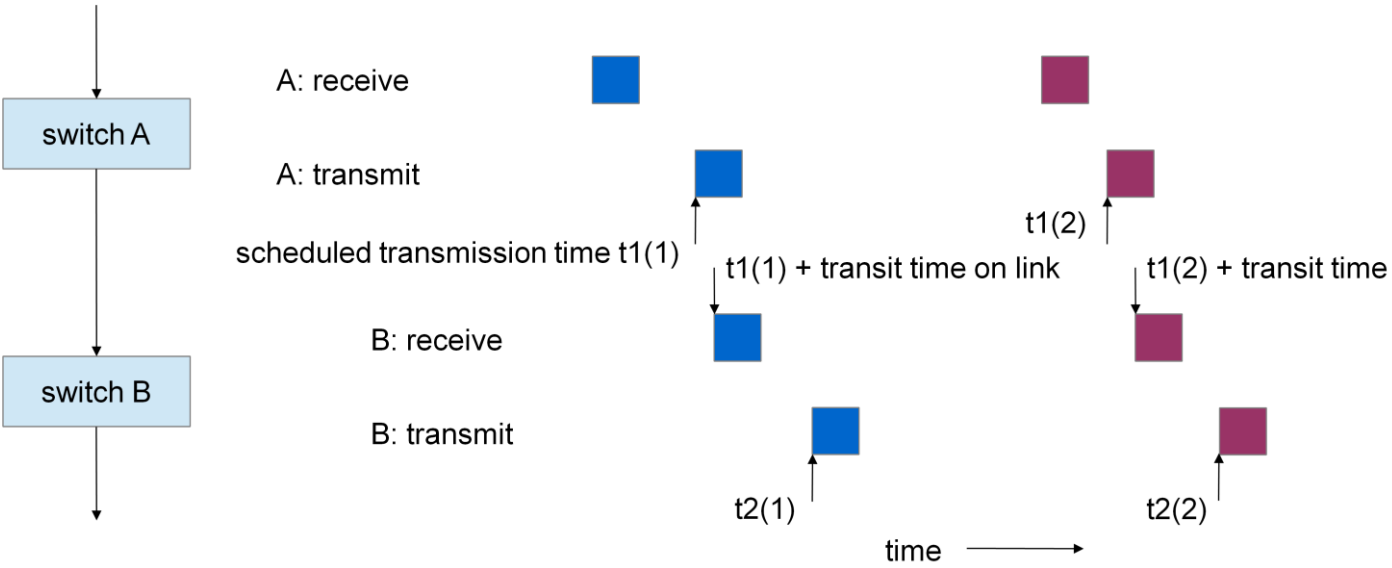 A: receive
switch A
A: transmit
t1(2)
scheduled transmission time t1(1)
t1(1) + transit time on link
t1(2) + transit time
B: receive
switch B
B: transmit
t2(1)
t2(2)
time